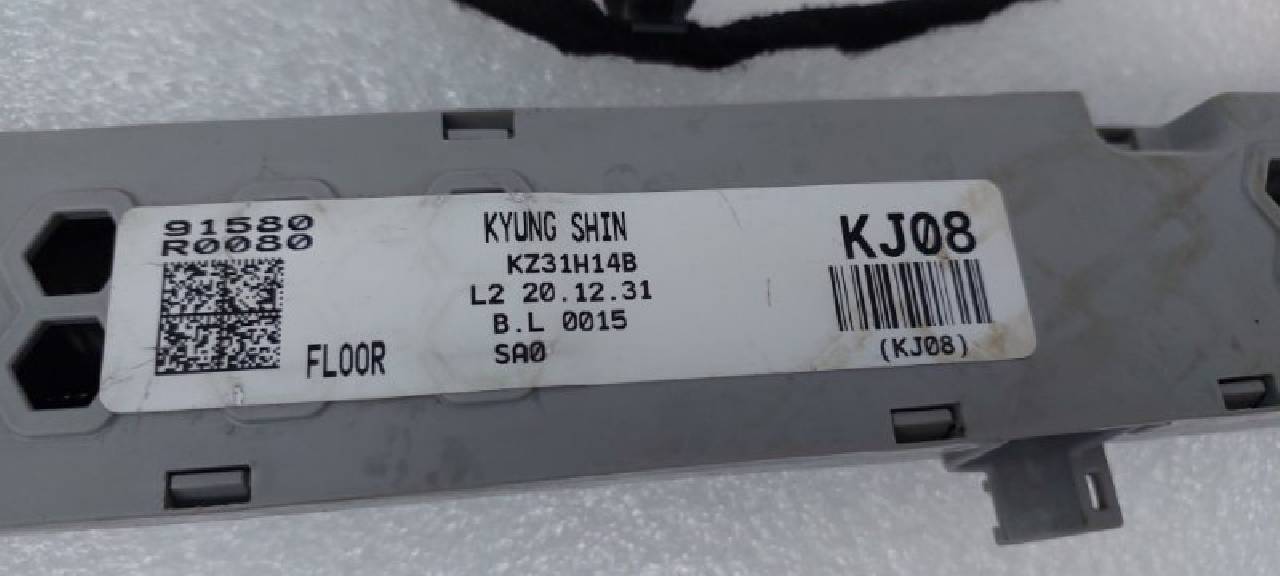 91580
R0080
FLOOR
KYUNG SHIN
KZ31H14B
L2 20.12.31
B.L 0015
SA0
KJ08
(KJ08)